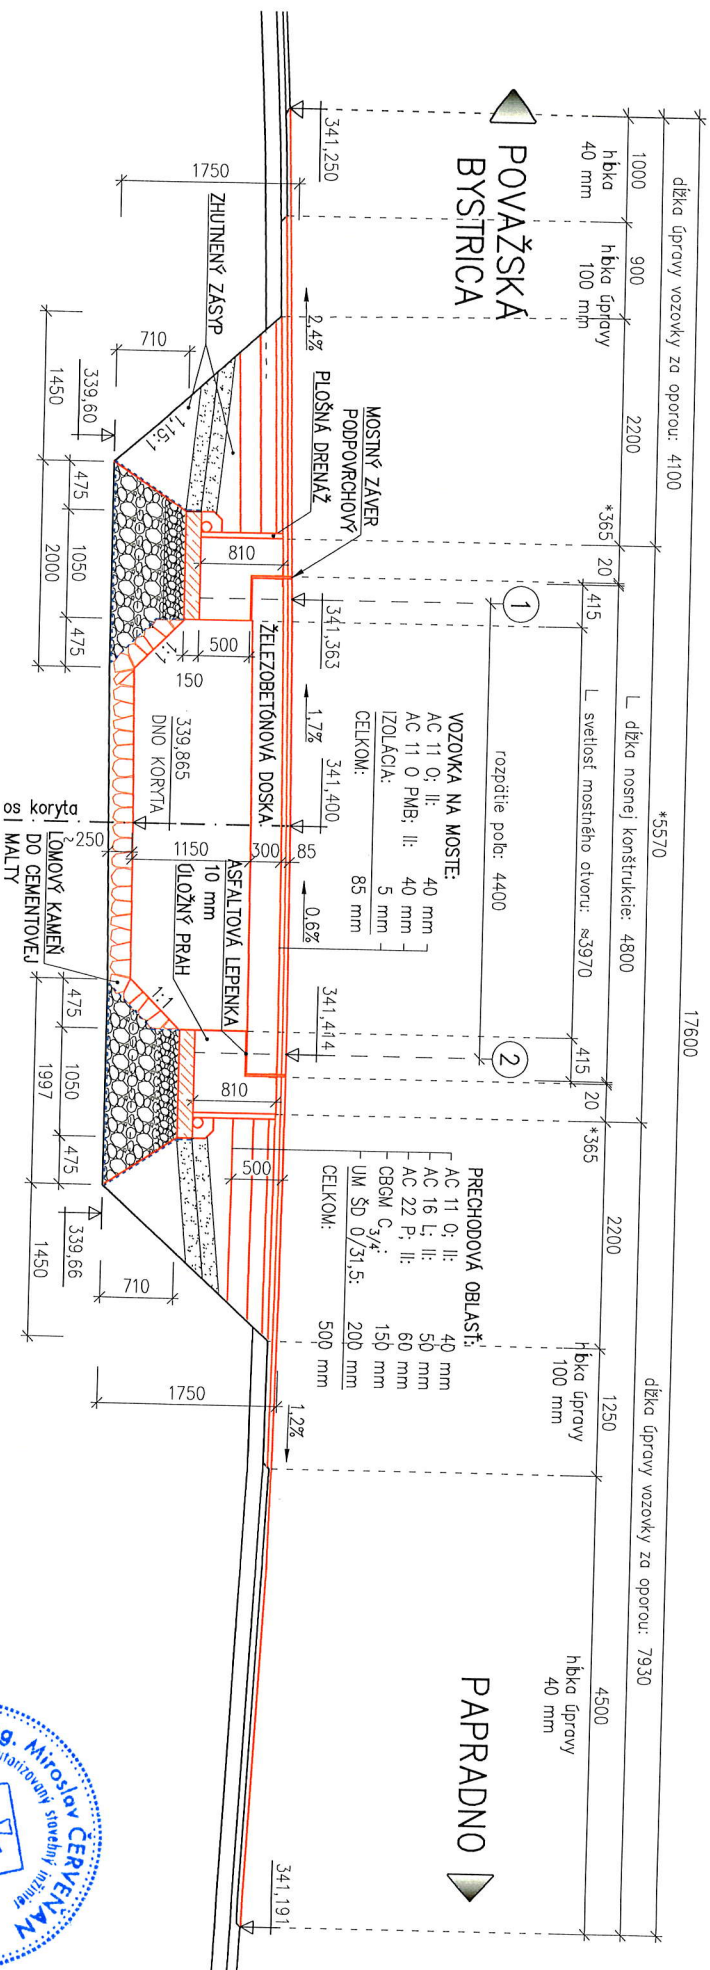 17600
dĺžka úpravy vozovky za oporou: 4100
*5570
dĺžka úpravy vozovky za oporou: 7930
1000
900
2200
*365
20
L dĺžka nosnej konštrukcie: 4800
20
*365
2200
1250
4500
hĺbka
40 mm
hĺbka úpravy
100 mm
415
L svetlosť mostného otvoru: ≈3970
415
hĺbka úpravy
100 mm
hĺbka úpravy
40 mm
POVAŽSKÁ
BYSTRICA
PAPRADNO
1
rozpätie poľa: 4400
2
VOZOVKA NA MOSTE:
AC 11 O; II: 40 mm
AC 11 O PMB: II: 40 mm
IZOLÁCIA: 5 mm
CELKOM: 85 mm
PRECHODOVÁ OBLASŤ:
AC 11 O; II: 40 mm
AC 16 L; II: 50 mm
AC 22 P; II: 60 mm
CBGM C3/4: 150 mm
UM ŠD 0/31,5: 200 mm
CELKOM: 500 mm
MOSTNÝ ZÁVER
PODPOVRCHOVÝ
PLOŠNÁ DRENÁŽ
ZHUTNENÝ ZÁSYP
341,250
341,363
341,400
341,414
341,191
2,4%
1,7%
0,6%
1,2%
1750
710
810
500
150
ŽELEZOBETÓNOVÁ DOSKA
85
300
1150
~250
339,865
DNO KORYTA
ASFALTOVÁ LEPENKA
10 mm
ÚLOŽNÝ PRAH
810
500
710
1750
1,15:1
1:1
1:1
339,60
339,66
1450
475
1050
475
2000
os koryta
LOMOVÝ KAMEŇ
DO CEMENTOVEJ
MALTY
475
1050
475
1997
1450
g. Miroslav ČERVEŇAN
stavebný inžinier